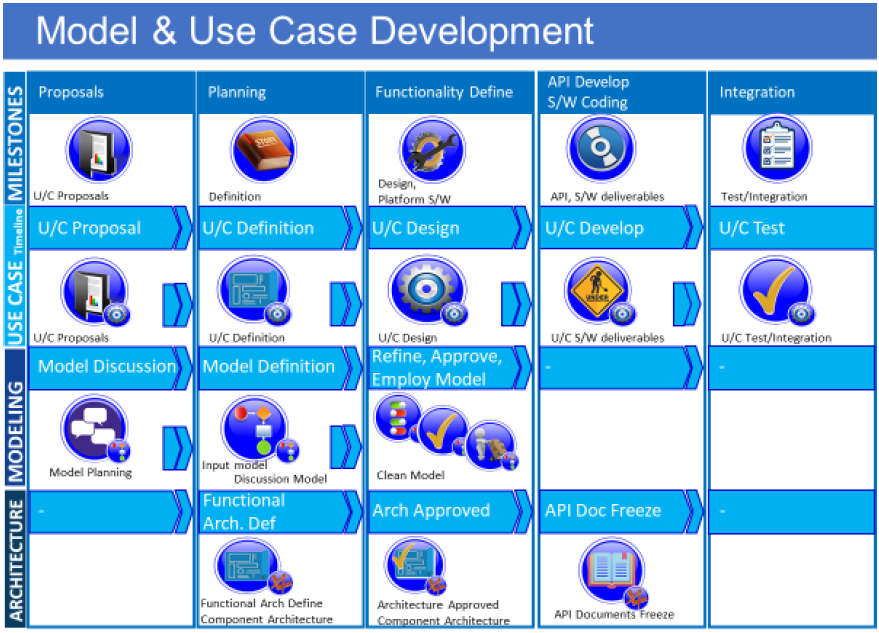 Model & Use Case Development
MILESTONES
Proposals
Planning
Functionality Define
API Develop
S/W Coding
Integration
U/C Proposals
STORY
Definition
Design,
Platform S/W
API, S/W deliverables
Test/Integration
USE CASE Timeline
U/C Proposal
U/C Definition
U/C Design
U/C Develop
U/C Test
U/C Proposals
U/C Definition
U/C Design
UNDER
U/C S/W deliverables
U/C Test/Integration
MODELING
Model Discussion
Model Definition
Refine, Approve,
Employ Model
-
-
Model Planning
Input model
Discussion Model
Clean Model
ARCHITECTURE
-
Functional
Arch. Def
Arch Approved
API Doc Freeze
-
Functional Arch Define
Component Architecture
Architecture Approved
Component Architecture
API Documents Freeze